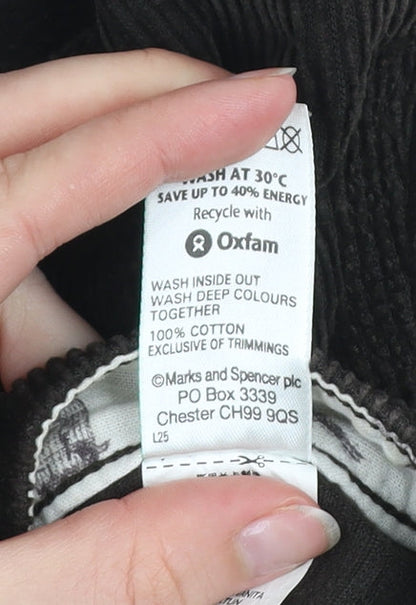 WASH AT 30°C
SAVE UP TO 40% ENERGY
Recycle with
Oxfam
WASH INSIDE OUT
WASH DEEP COLOURS
TOGETHER
100% COTTON
EXCLUSIVE OF TRIMMINGS
©Marks and Spencer plc
PO Box 3339
Chester CH99 9QS
L25